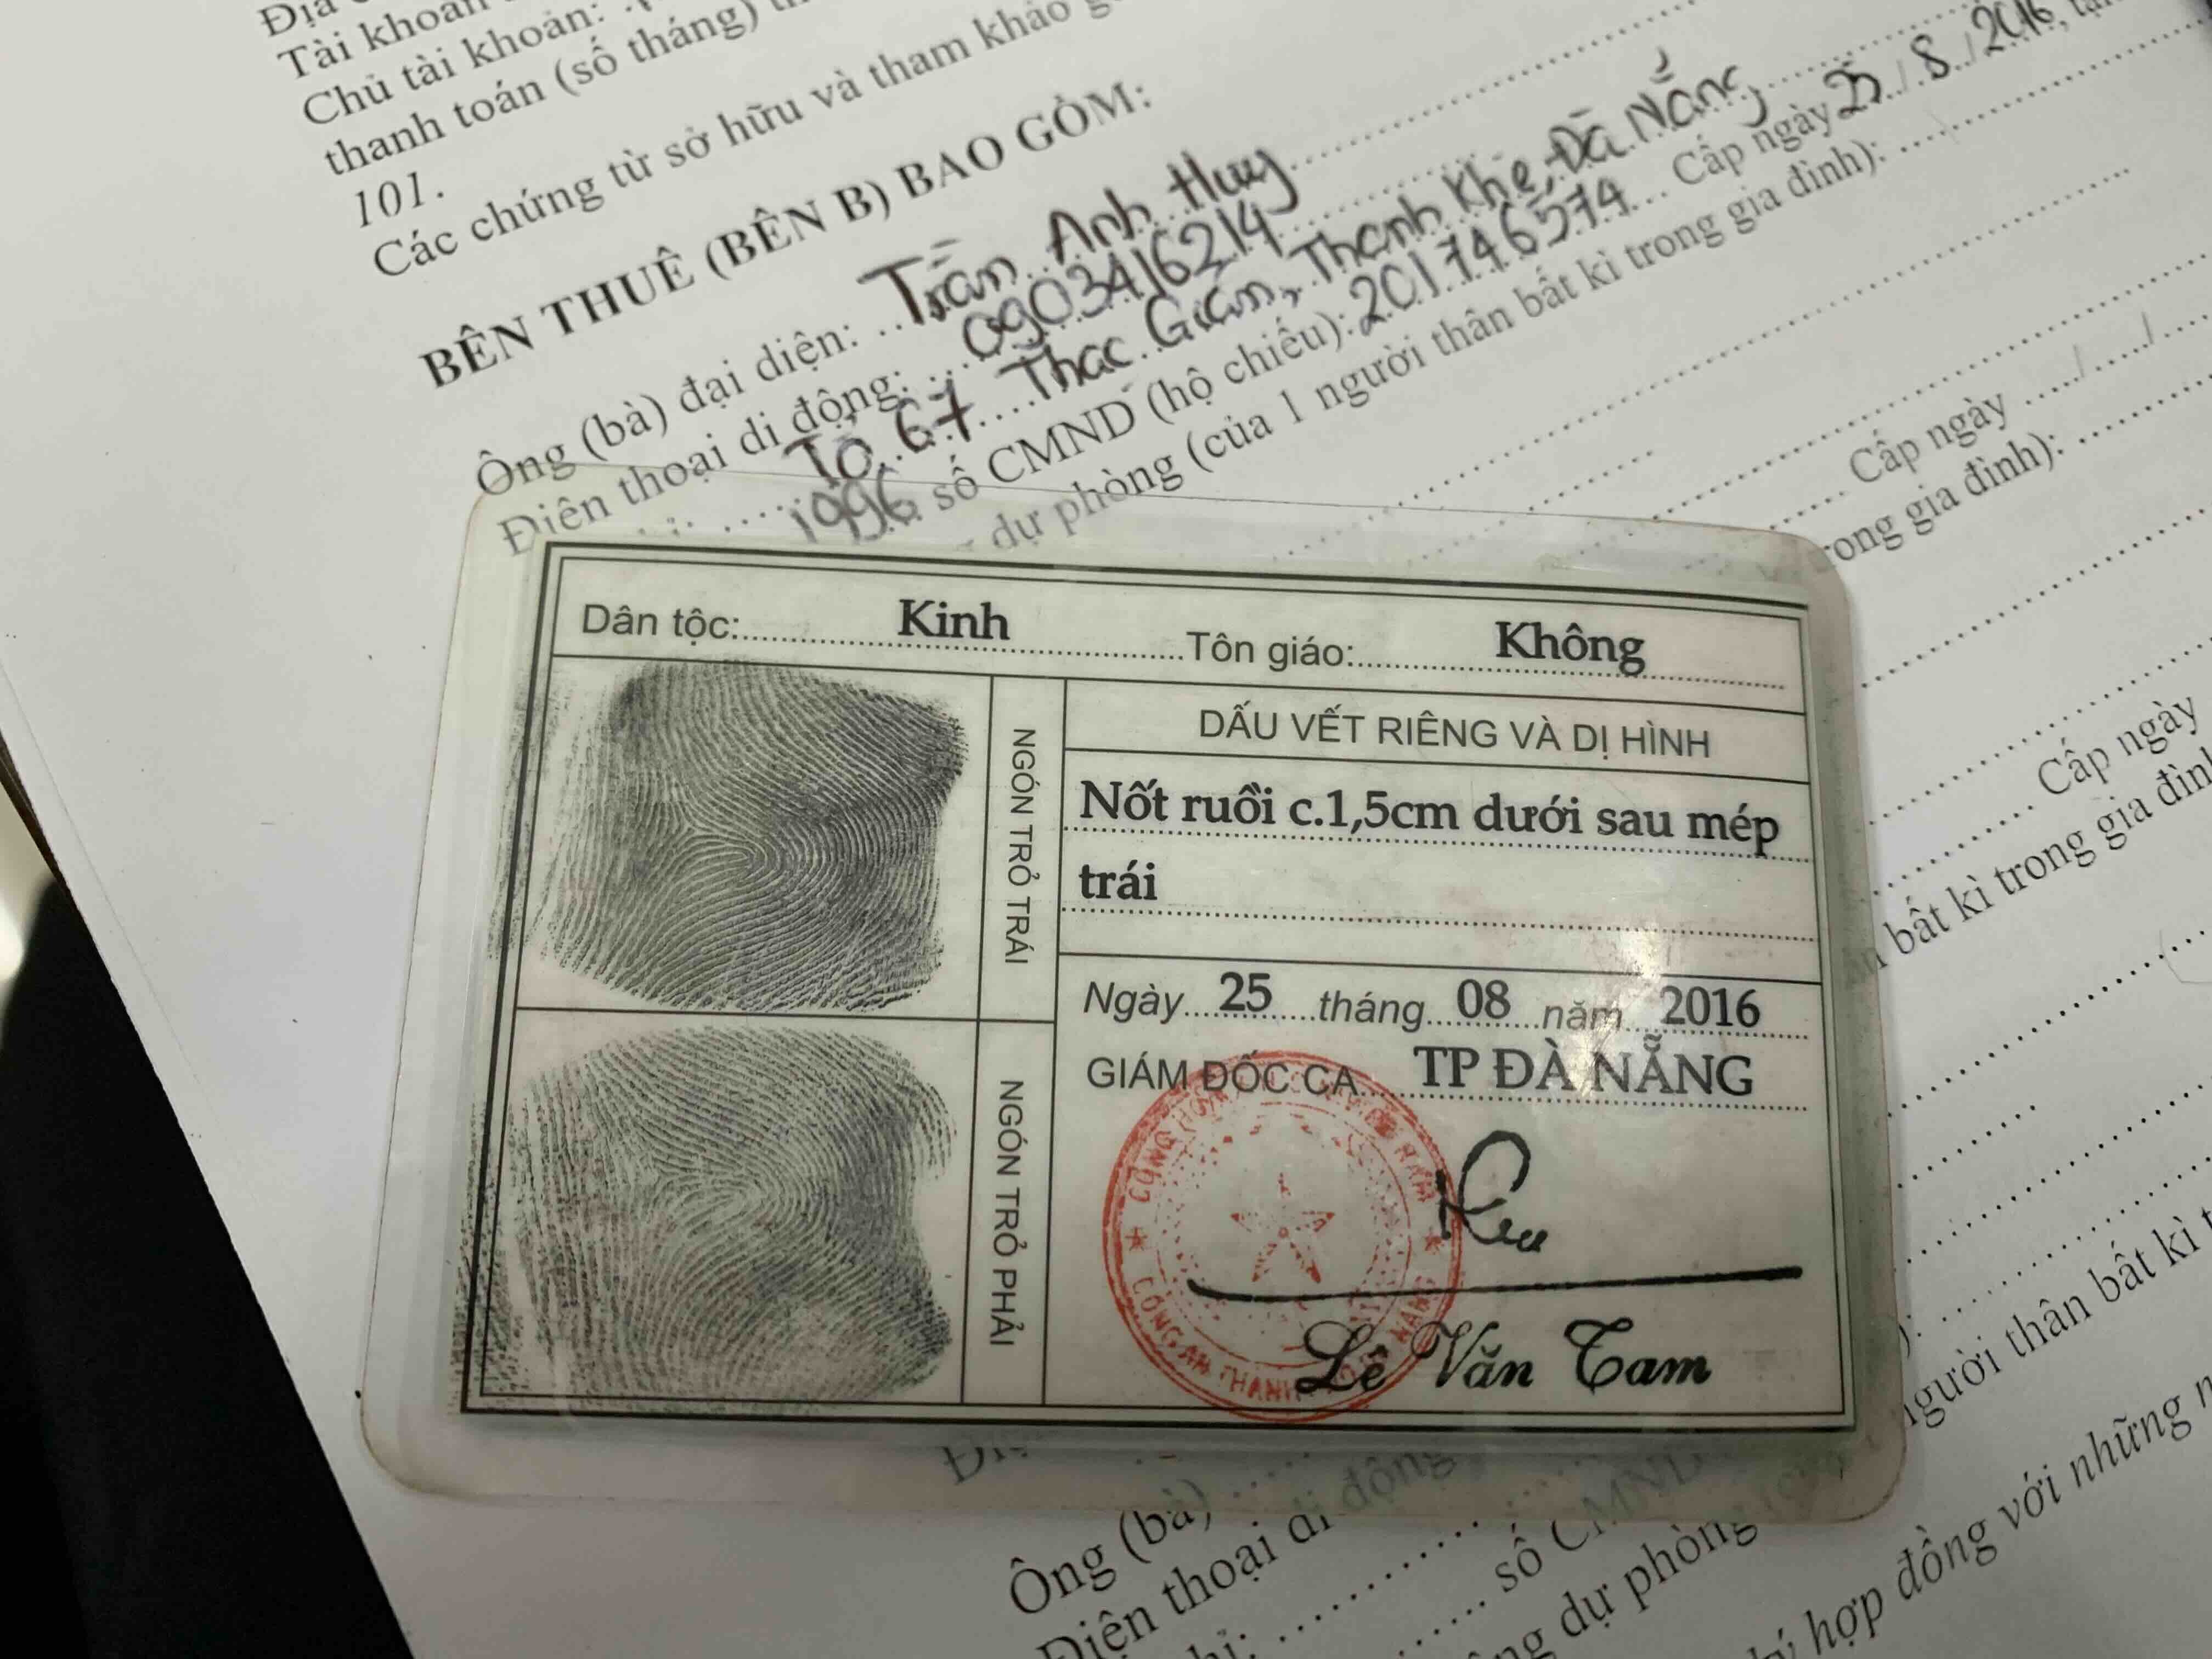 Địa
Tài khoản
Chủ tài khoản:
thanh toán (số tháng)
101.
Các chứng từ sở hữu và tham khảo
BÊN THUÊ (BÊN B) BAO GỒM:
Ông (bà) đại diện: Trần Anh Huy
Điện thoại di động: 0903416214
Tổ 67 Thạc Gián, Thanh Khê, Đà Nẵng
1996 số CMND (hộ chiếu): 201746574 Cấp ngày 25/8/2016, tại
dự phòng (của 1 người thân bất kì trong gia đình):
Cấp ngày ...../...../
trong gia đình):
Cấp ngày
bất kì trong gia đình
Dân tộc: Kinh Tôn giáo: Không
NGÓN TRỎ TRÁI
DẤU VẾT RIÊNG VÀ DỊ HÌNH
Nốt ruồi c.1,5cm dưới sau mép
trái
Ngày 25 tháng 08 năm 2016
GIÁM ĐỐC CA TP ĐÀ NẴNG
NGÓN TRỎ PHẢI
CÔNG AN THÀNH
Lê Văn Tam
người thân bất kì
Ông (bà)
Điện thoại di động
số CMND
dự phòng
ký hợp đồng với những